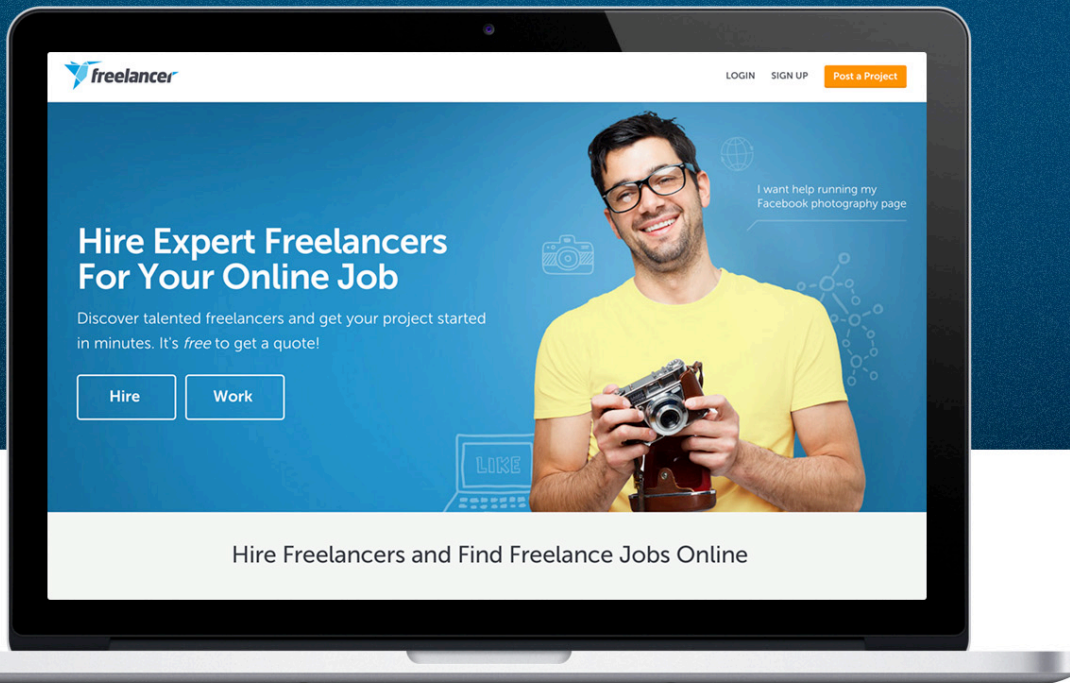 freelancer
LOGIN SIGN UP Post a Project
I want help running my
Facebook photography page
Hire Expert Freelancers
For Your Online Job
Discover talented freelancers and get your project started
in minutes. It's free to get a quote!
Hire Work
LIKE
Hire Freelancers and Find Freelance Jobs Online